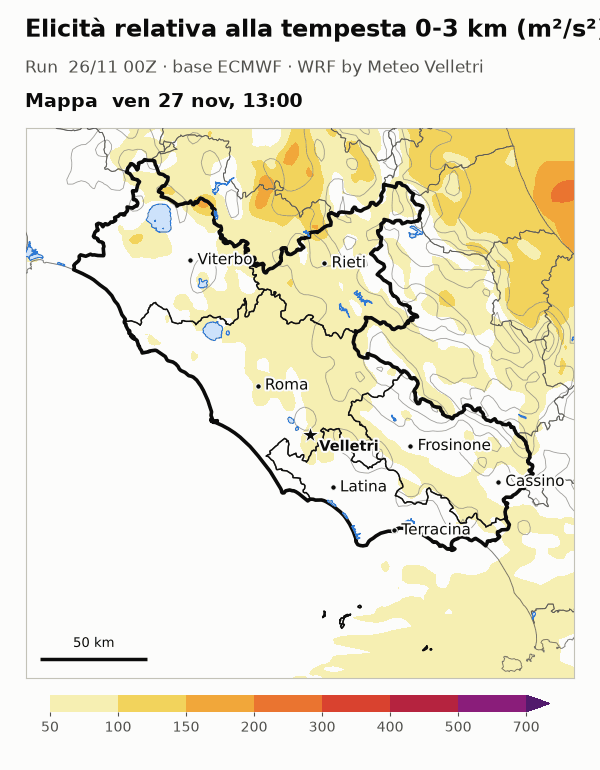 Elicità relativa alla tempesta 0-3 km (m²/s²)
Run 26/11 00Z · base ECMWF · WRF by Meteo Velletri
Mappa ven 27 nov, 13:00
Viterbo
Rieti
Roma
Velletri
Frosinone
Cassino
Latina
Terracina
50 km
50 100 150 200 300 400 500 700